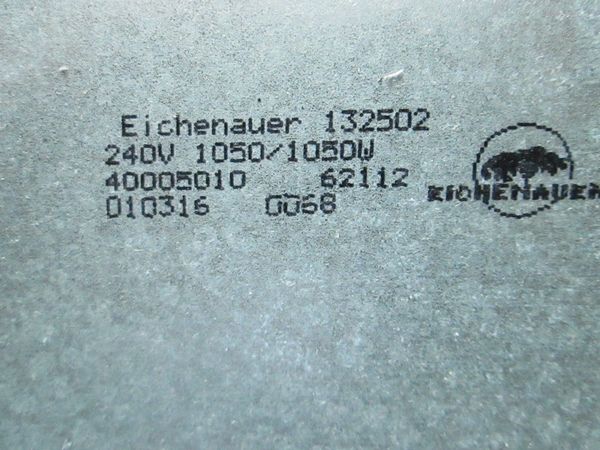 Eichenauer 132502
240V 1050/1050W
40005010 62112
010316 0068
EICHENAUER